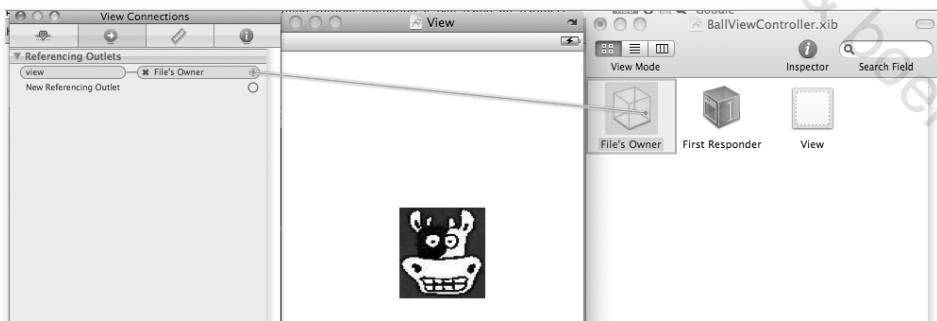 View Connections
Referencing Outlets
view
File's Owner
New Referencing Outlet
View
BallViewController.xib
View Mode
Inspector
Search Field
File's Owner
First Responder
View